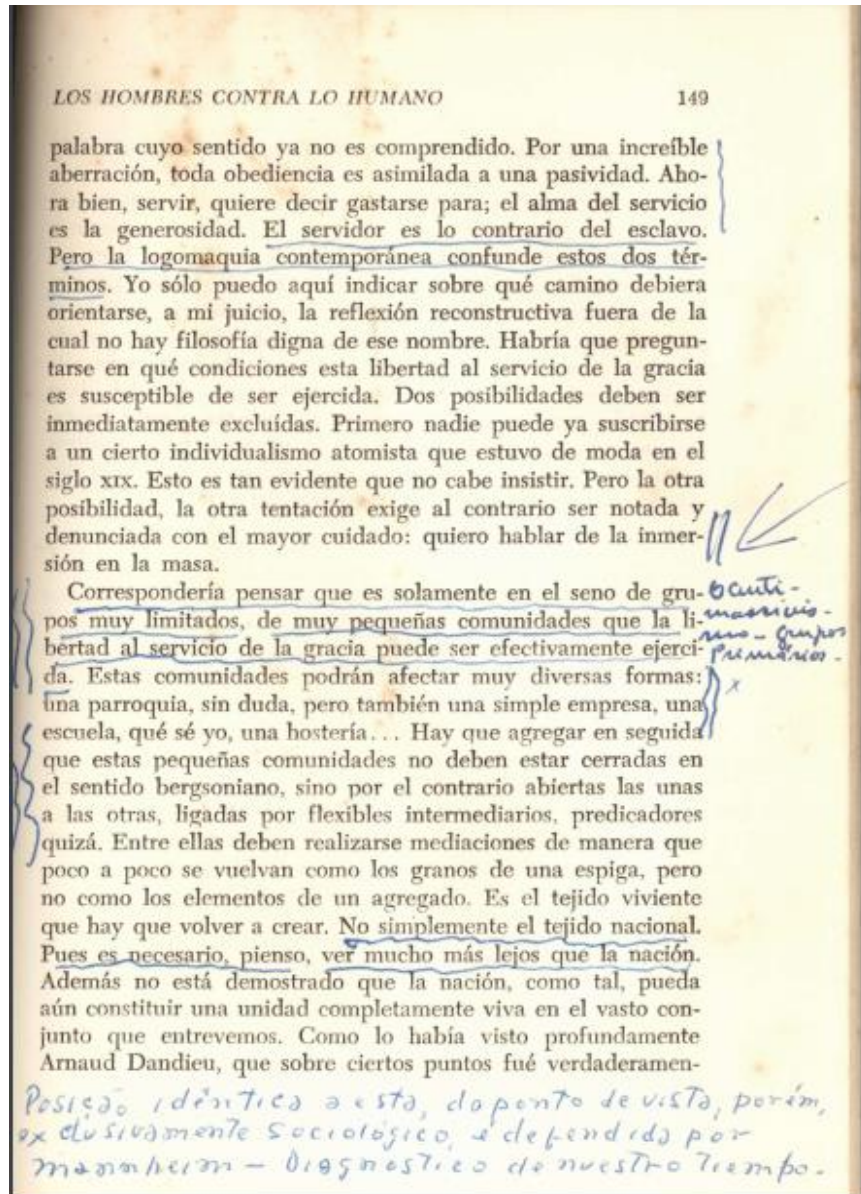 LOS HOMBRES CONTRA LO HUMANO 149
palabra cuyo sentido ya no es comprendido. Por una increíble
aberración, toda obediencia es asimilada a una pasividad. Aho-
ra bien, servir, quiere decir gastarse para; el alma del servicio
es la generosidad. El servidor es lo contrario del esclavo.
Pero la logomaquia contemporánea confunde estos dos tér-
minos. Yo sólo puedo aquí indicar sobre qué camino debiera
orientarse, a mi juicio, la reflexión reconstructiva fuera de la
cual no hay filosofía digna de ese nombre. Habría que pregun-
tarse en qué condiciones esta libertad al servicio de la gracia
es susceptible de ser ejercida. Dos posibilidades deben ser
inmediatamente excluídas. Primero nadie puede ya suscribirse
a un cierto individualismo atomista que estuvo de moda en el
siglo XIX. Esto es tan evidente que no cabe insistir. Pero la otra
posibilidad, la otra tentación exige al contrario ser notada y
denunciada con el mayor cuidado: quiero hablar de la inmer-
sión en la masa.
Correspondería pensar que es solamente en el seno de gru-
pos muy limitados, de muy pequeñas comunidades que la li-
bertad al servicio de la gracia puede ser efectivamente ejerci-
da. Estas comunidades podrán afectar muy diversas formas:
una parroquia, sin duda, pero también una simple empresa, una
escuela, qué sé yo, una hostería... Hay que agregar en seguida
que estas pequeñas comunidades no deben estar cerradas en
el sentido bergsoniano, sino por el contrario abiertas las unas
a las otras, ligadas por flexibles intermediarios, predicadores
quizá. Entre ellas deben realizarse mediaciones de manera que
poco a poco se vuelvan como los granos de una espiga, pero
no como los elementos de un agregado. Es el tejido viviente
que hay que volver a crear. No simplemente el tejido nacional.
Pues es necesario, pienso, ver mucho más lejos que la nación.
Además no está demostrado que la nación, como tal, pueda
aún constituir una unidad completamente viva en el vasto con-
junto que entrevemos. Como lo había visto profundamente
Arnaud Dandieu, que sobre ciertos puntos fué verdaderamen-
o anti-
massivis-
mo - grupos
primários -
x
Posição idêntica a esta, do ponto de vista, porém,
exclusivamente sociológico, é defendida por
mannheim - Diagnostico de nuestro Tiempo.